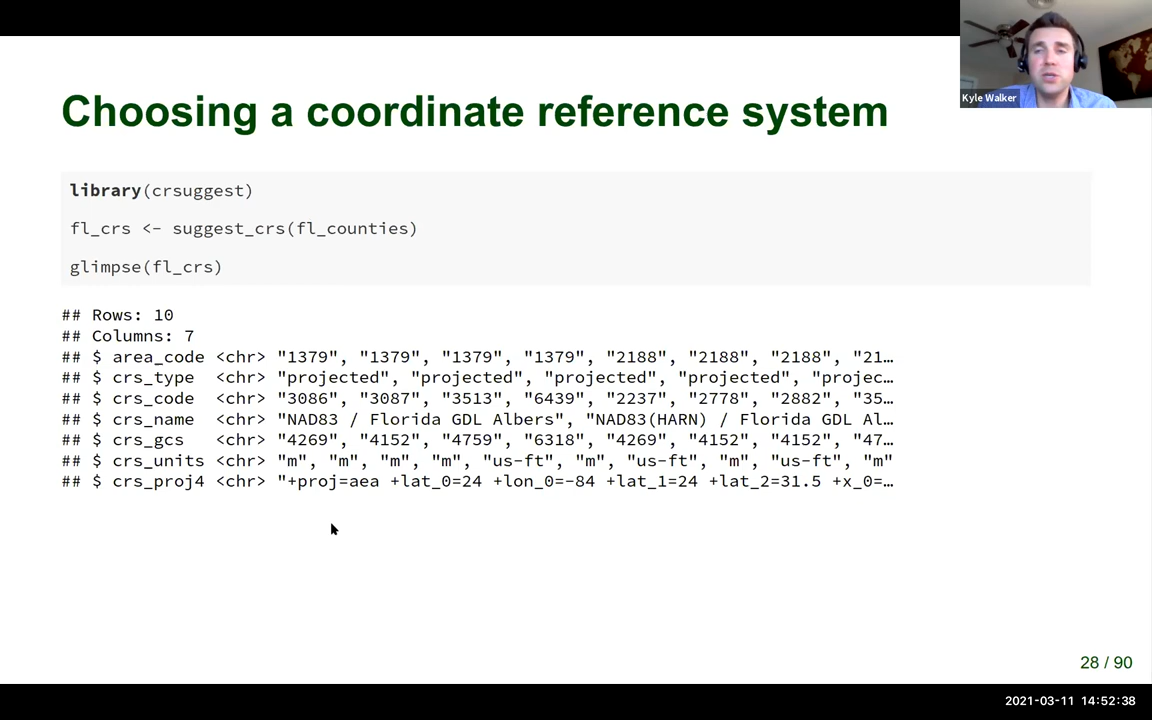 Kyle Walker
Choosing a coordinate reference system
library(crsuggest)
fl_crs <- suggest_crs(fl_counties)
glimpse(fl_crs)
## Rows: 10
## Columns: 7
## $ area_code <chr> "1379", "1379", "1379", "1379", "2188", "2188", "2188", "21…
## $ crs_type <chr> "projected", "projected", "projected", "projected", "projec…
## $ crs_code <chr> "3086", "3087", "3513", "6439", "2237", "2778", "2882", "35…
## $ crs_name <chr> "NAD83 / Florida GDL Albers", "NAD83(HARN) / Florida GDL Al…
## $ crs_gcs <chr> "4269", "4152", "4759", "6318", "4269", "4152", "4152", "47…
## $ crs_units <chr> "m", "m", "m", "m", "us-ft", "m", "us-ft", "m", "us-ft", "m"
## $ crs_proj4 <chr> "+proj=aea +lat_0=24 +lon_0=-84 +lat_1=24 +lat_2=31.5 +x_0=…
28 / 90
2021-03-11 14:52:38